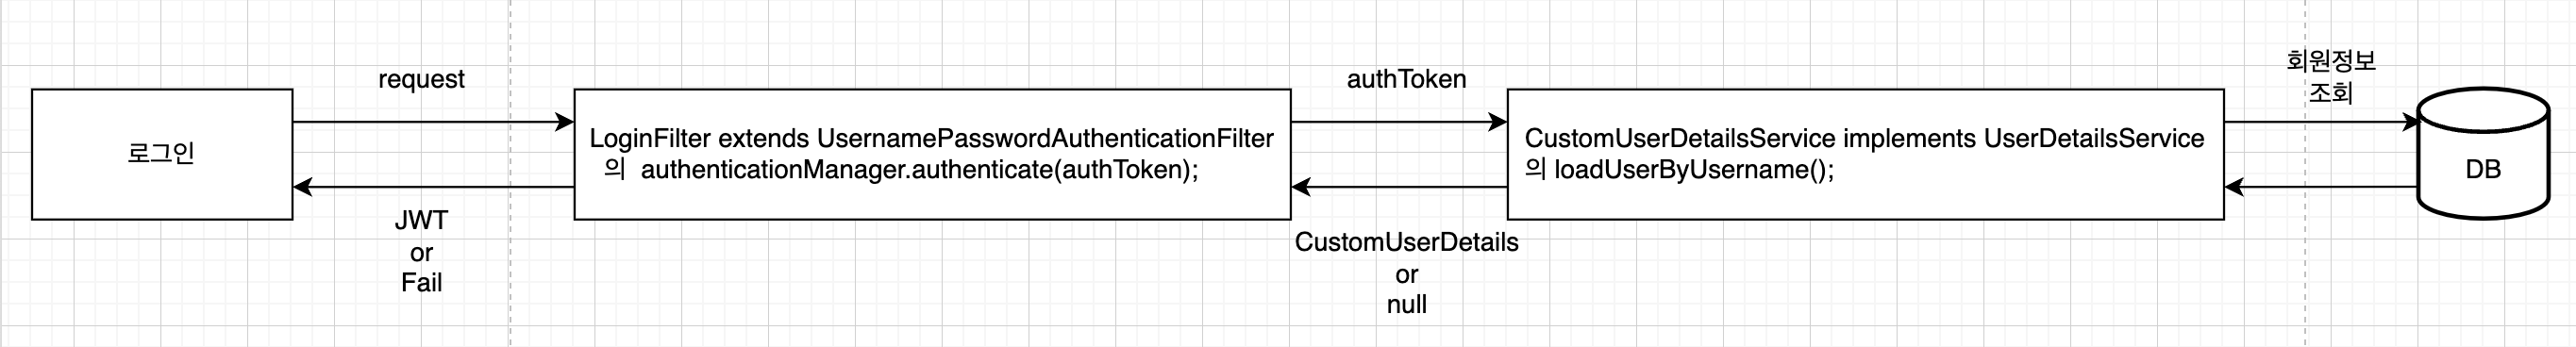 로그인
request
JWT
or
Fail
LoginFilter extends UsernamePasswordAuthenticationFilter
의 authenticationManager.authenticate(authToken);
authToken
CustomUserDetails
or
null
CustomUserDetailsService implements UserDetailsService
의 loadUserByUsername();
회원정보
조회
DB